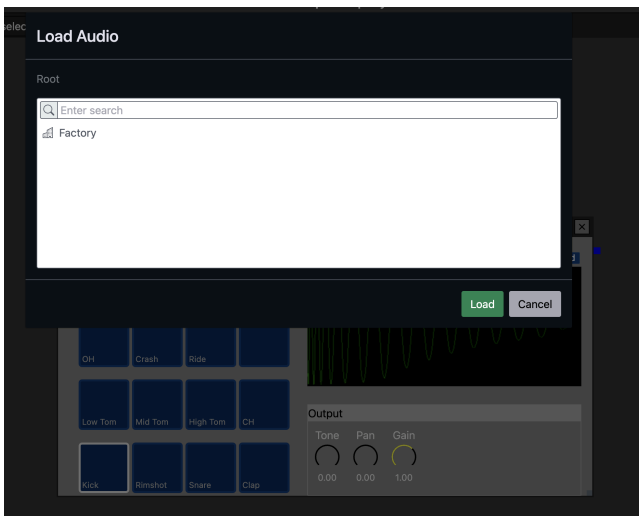 selec
Load Audio
Root
Enter search
Factory
Load
Cancel
OH
Crash
Ride
Low Tom
Mid Tom
High Tom
CH
Kick
Rimshot
Snare
Clap
Output
Tone
Pan
Gain
0.00
0.00
1.00